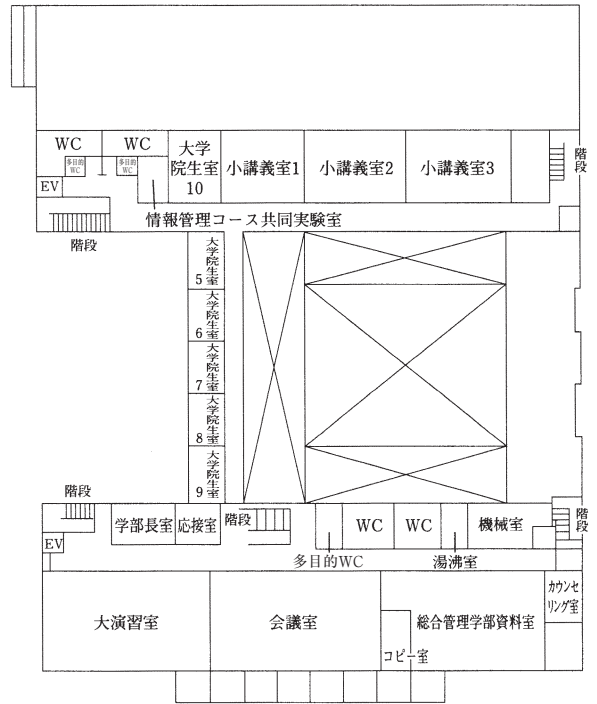 WC
WC
多目的
WC
多目的
WC
EV
大学
院生室
10
小講義室1
小講義室2
小講義室3
階段
階段
情報管理コース共同実験室
大学院生室
5
大学院生室
6
大学院生室
7
大学院生室
8
大学院生室
9
階段
EV
学部長室
応接室
階段
WC
WC
機械室
階段
多目的WC
湯沸室
大演習室
会議室
総合管理学部資料室
カウンセ
リング室
コピー室